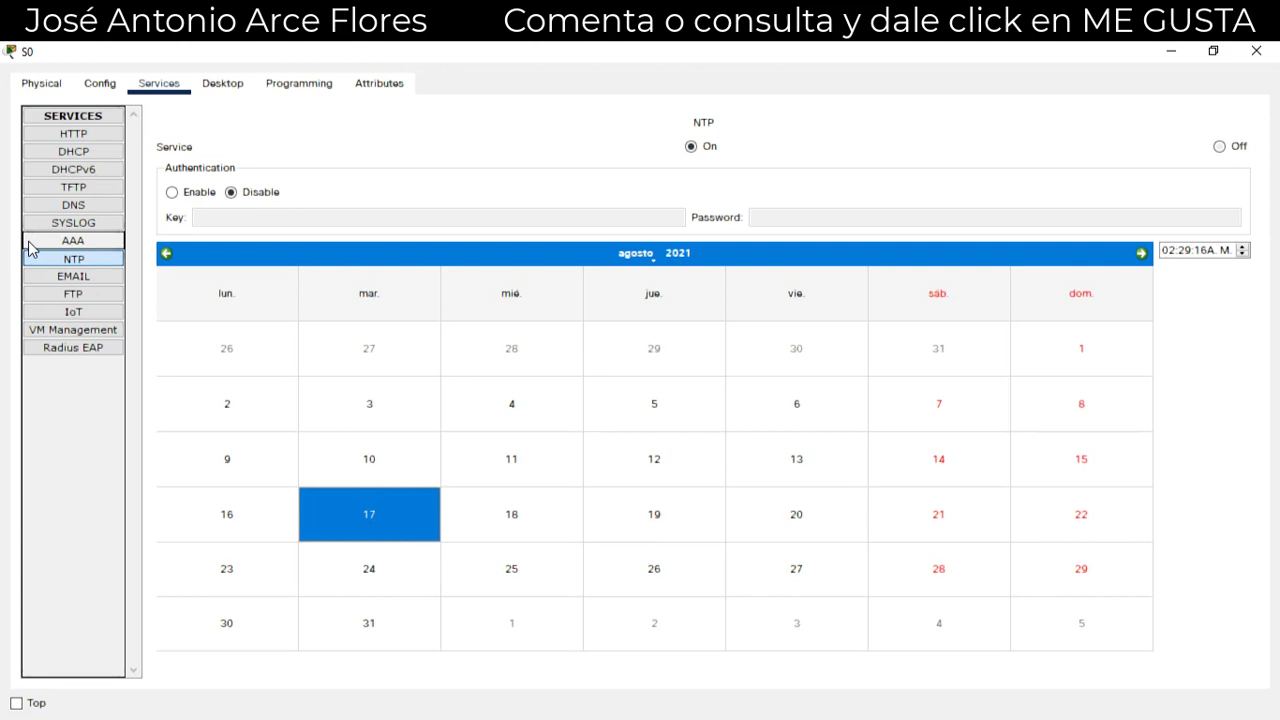 José Antonio Arce Flores Comenta o consulta y dale click en ME GUSTA
S0
Physical Config Services Desktop Programming Attributes
SERVICES
HTTP
DHCP
DHCPv6
TFTP
DNS
SYSLOG
AAA
NTP
EMAIL
FTP
IoT
VM Management
Radius EAP
NTP
Service On Off
Authentication
Enable Disable
Key: Password:
agosto 2021 02:29:16A. M.
lun. mar. mié. jue. vie. sáb. dom.
26 27 28 29 30 31 1
2 3 4 5 6 7 8
9 10 11 12 13 14 15
16 17 18 19 20 21 22
23 24 25 26 27 28 29
30 31 1 2 3 4 5
Top